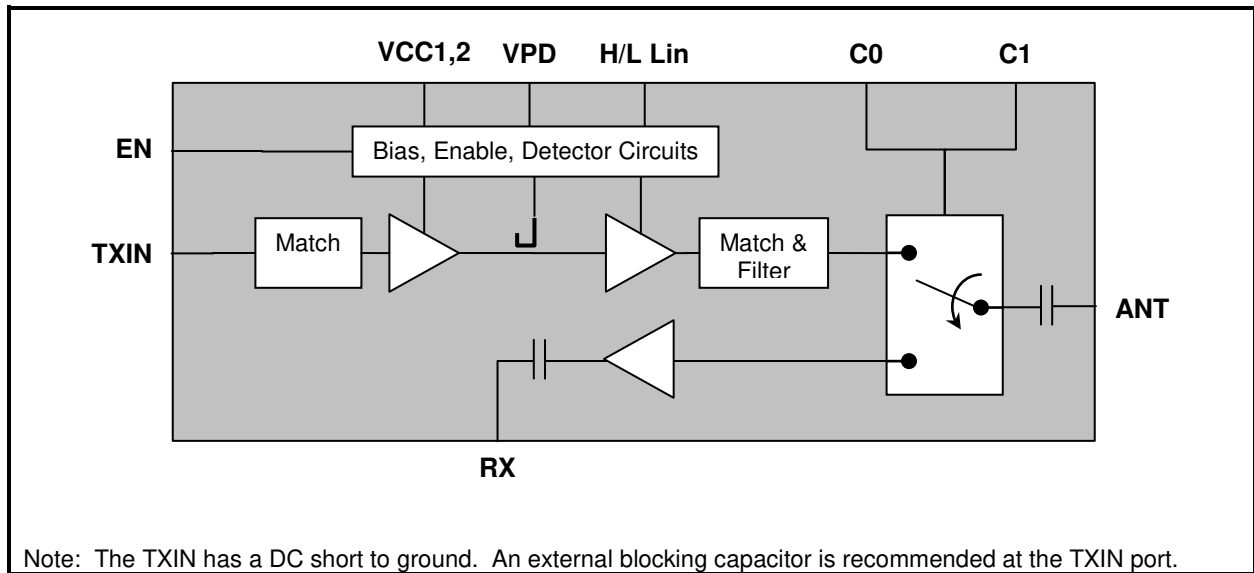 VCC1,2 VPD H/L Lin C0 C1
EN
Bias, Enable, Detector Circuits
TXIN
Match
Match &
Filter
ANT
RX
Note: The TXIN has a DC short to ground. An external blocking capacitor is recommended at the TXIN port.